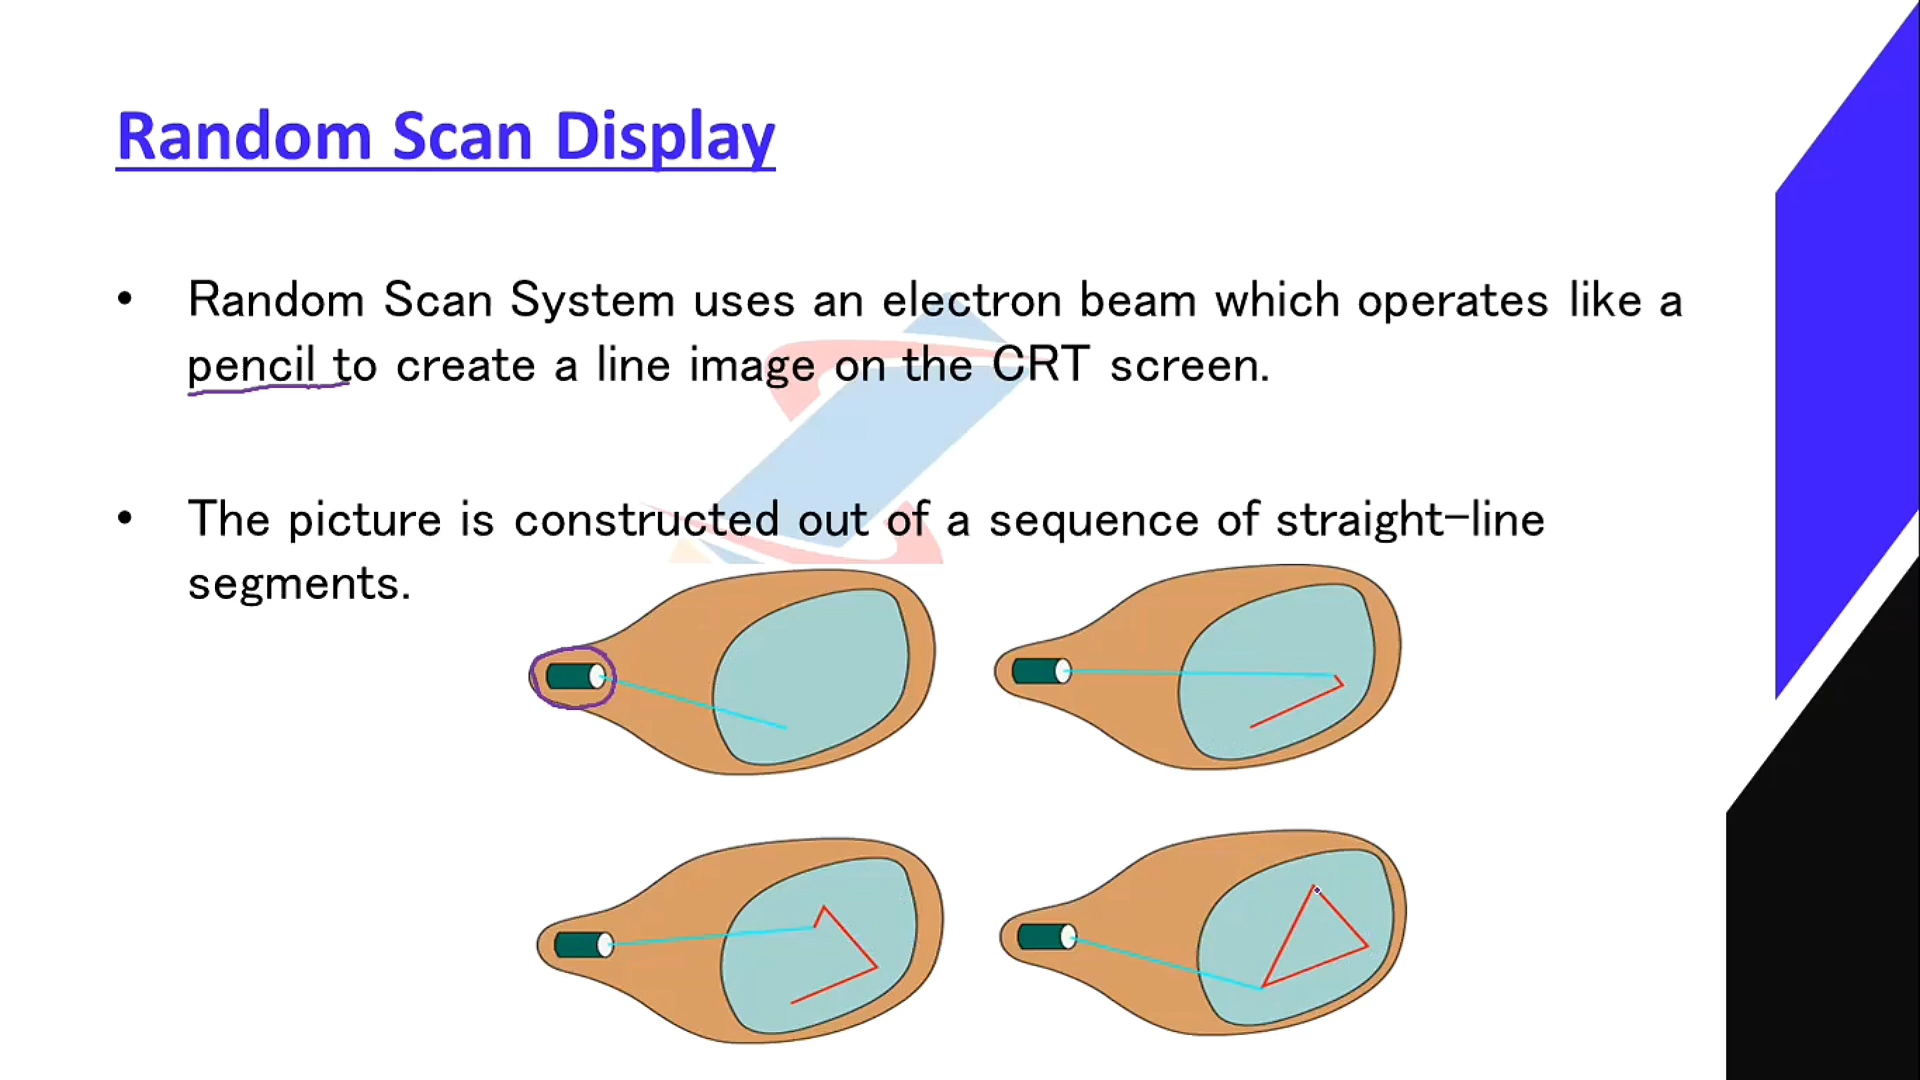 Random Scan Display
• Random Scan System uses an electron beam which operates like a
pencil to create a line image on the CRT screen.
• The picture is constructed out of a sequence of straight-line
segments.